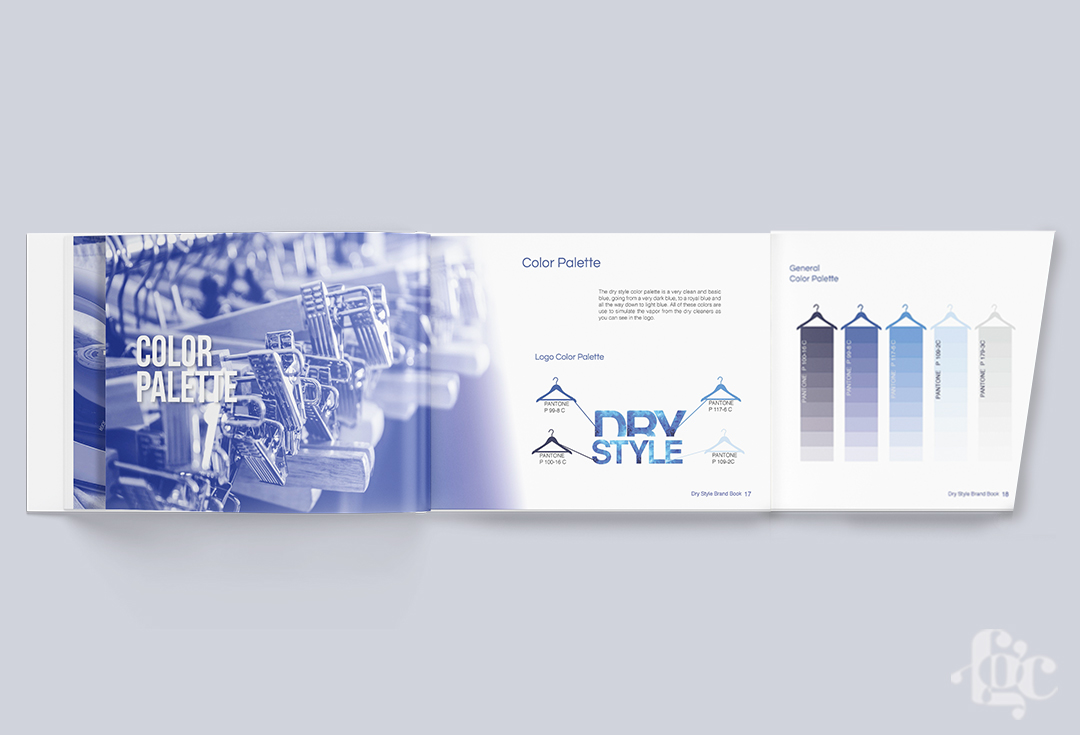 COLOR
PALETTE
Color Palette
The dry style color palette is a very clean and basic
blue, going from a very dark blue, to a royal blue and
all the way down to light blue. All of these colors are
use to simulate the vapor from the dry cleaners as
you can see in the logo.
Logo Color Palette
PANTONE
P 99-8 C
PANTONE
P 117-6 C
DRY
STYLE
PANTONE
P 100-16 C
PANTONE
P 109-2C
Dry Style Brand Book 17
General
Color Palette
PANTONE P 100-16 C
PANTONE P 99-8 C
PANTONE P 117-6 C
PANTONE P 109-2C
PANTONE P 179-3C
Dry Style Brand Book 18
fgc